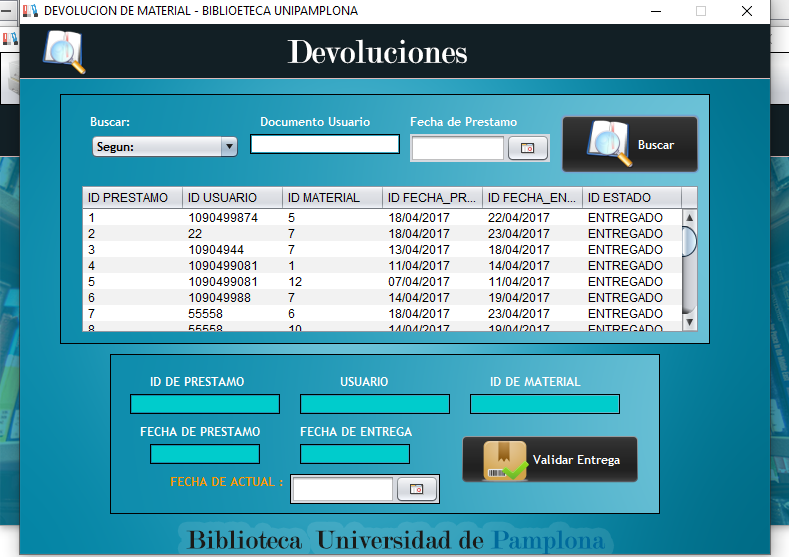 DEVOLUCION DE MATERIAL - BIBLIOETECA UNIPAMPLONA
Devoluciones
Buscar: Documento Usuario Fecha de Prestamo
Segun: Buscar
ID PRESTAMO ID USUARIO ID MATERIAL ID FECHA_PR... ID FECHA_EN... ID ESTADO
1 1090499874 5 18/04/2017 22/04/2017 ENTREGADO
2 22 7 18/04/2017 23/04/2017 ENTREGADO
3 10904944 7 13/04/2017 18/04/2017 ENTREGADO
4 1090499081 1 11/04/2017 14/04/2017 ENTREGADO
5 1090499081 12 07/04/2017 11/04/2017 ENTREGADO
6 109049988 7 14/04/2017 19/04/2017 ENTREGADO
7 55558 6 18/04/2017 23/04/2017 ENTREGADO
8 55558 10 14/04/2017 19/04/2017 ENTREGADO
ID DE PRESTAMO USUARIO ID DE MATERIAL
FECHA DE PRESTAMO FECHA DE ENTREGA
Validar Entrega
FECHA DE ACTUAL :
Biblioteca Universidad de Pamplona